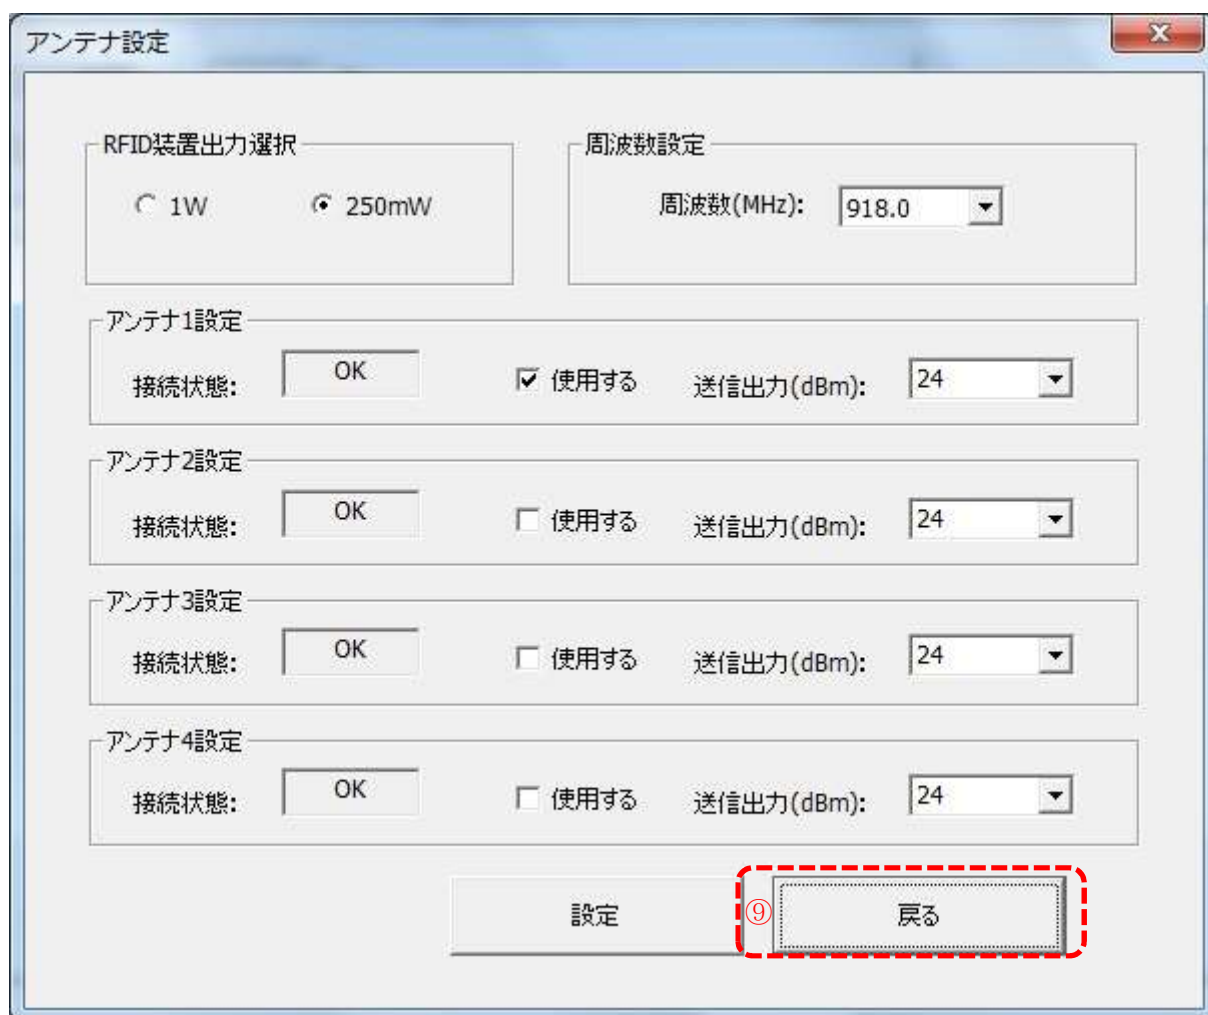 アンテナ設定
RFID装置出力選択
1W 250mW
周波数設定
周波数(MHz): 918.0
アンテナ1設定
接続状態: OK 使用する 送信出力(dBm): 24
アンテナ2設定
接続状態: OK 使用する 送信出力(dBm): 24
アンテナ3設定
接続状態: OK 使用する 送信出力(dBm): 24
アンテナ4設定
接続状態: OK 使用する 送信出力(dBm): 24
設定 ⑨ 戻る